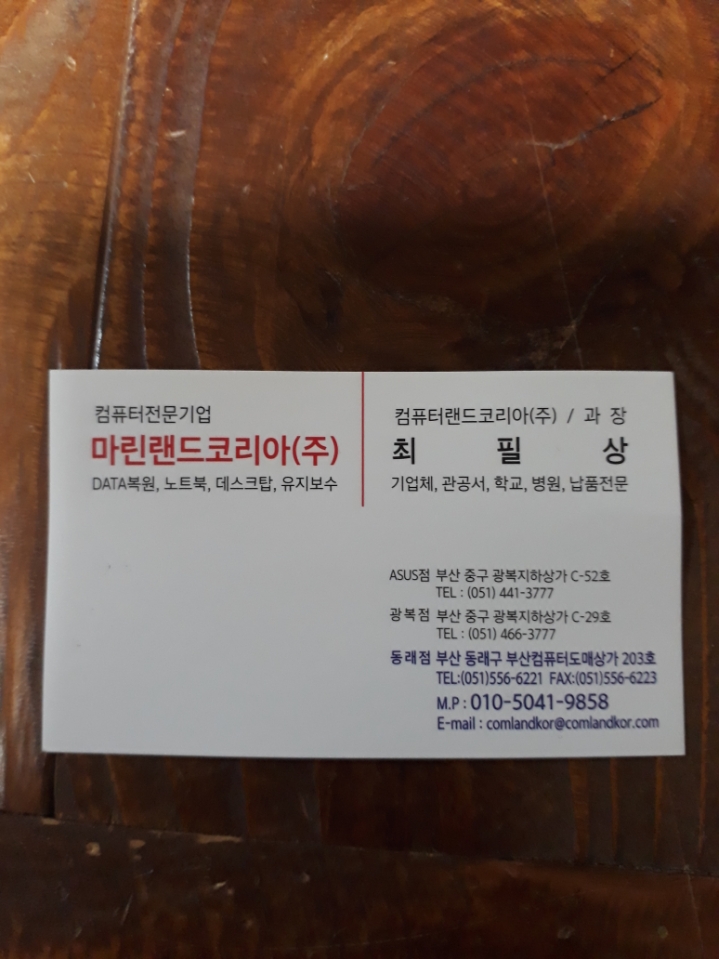 컴퓨터전문기업
마린랜드코리아(주)
DATA복원, 노트북, 데스크탑, 유지보수
컴퓨터랜드코리아(주) / 과 장
최 필 상
기업체, 관공서, 학교, 병원, 납품전문
ASUS점 부산 중구 광복지하상가 C-52호
TEL : (051) 441-3777
광복점 부산 중구 광복지하상가 C-29호
TEL : (051) 466-3777
동래점 부산 동래구 부산컴퓨터도매상가 203호
TEL:(051)556-6221 FAX:(051)556-6223
M.P : 010-5041-9858
E-mail : comlandkor@comlandkor.com